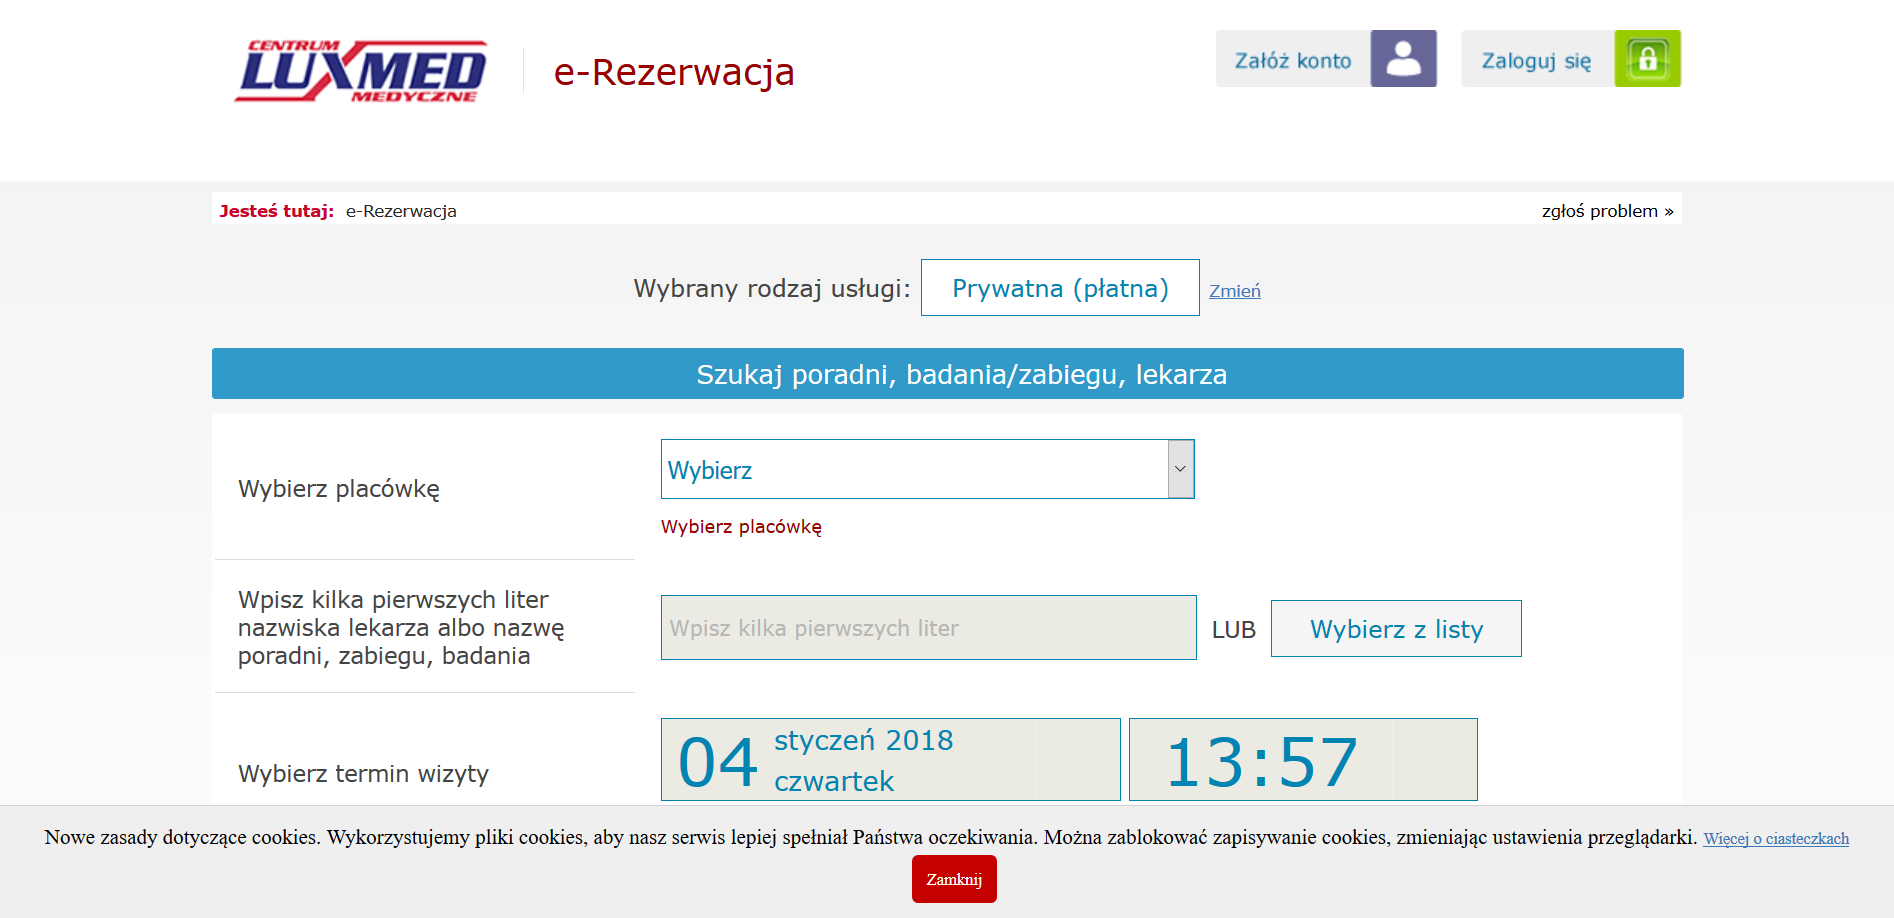 CENTRUM
LUXMED
MEDYCZNE
e-Rezerwacja
Załóż konto
Zaloguj się
Jesteś tutaj: e-Rezerwacja
zgłoś problem »
Wybrany rodzaj usługi: Prywatna (płatna) Zmień
Szukaj poradni, badania/zabiegu, lekarza
Wybierz placówkę
Wybierz
Wybierz placówkę
Wpisz kilka pierwszych liter
nazwiska lekarza albo nazwę
poradni, zabiegu, badania
Wpisz kilka pierwszych liter
LUB
Wybierz z listy
Wybierz termin wizyty
04
styczeń 2018
czwartek
13:57
Nowe zasady dotyczące cookies. Wykorzystujemy pliki cookies, aby nasz serwis lepiej spełniał Państwa oczekiwania. Można zablokować zapisywanie cookies, zmieniając ustawienia przeglądarki. Więcej o ciasteczkach
Zamknij